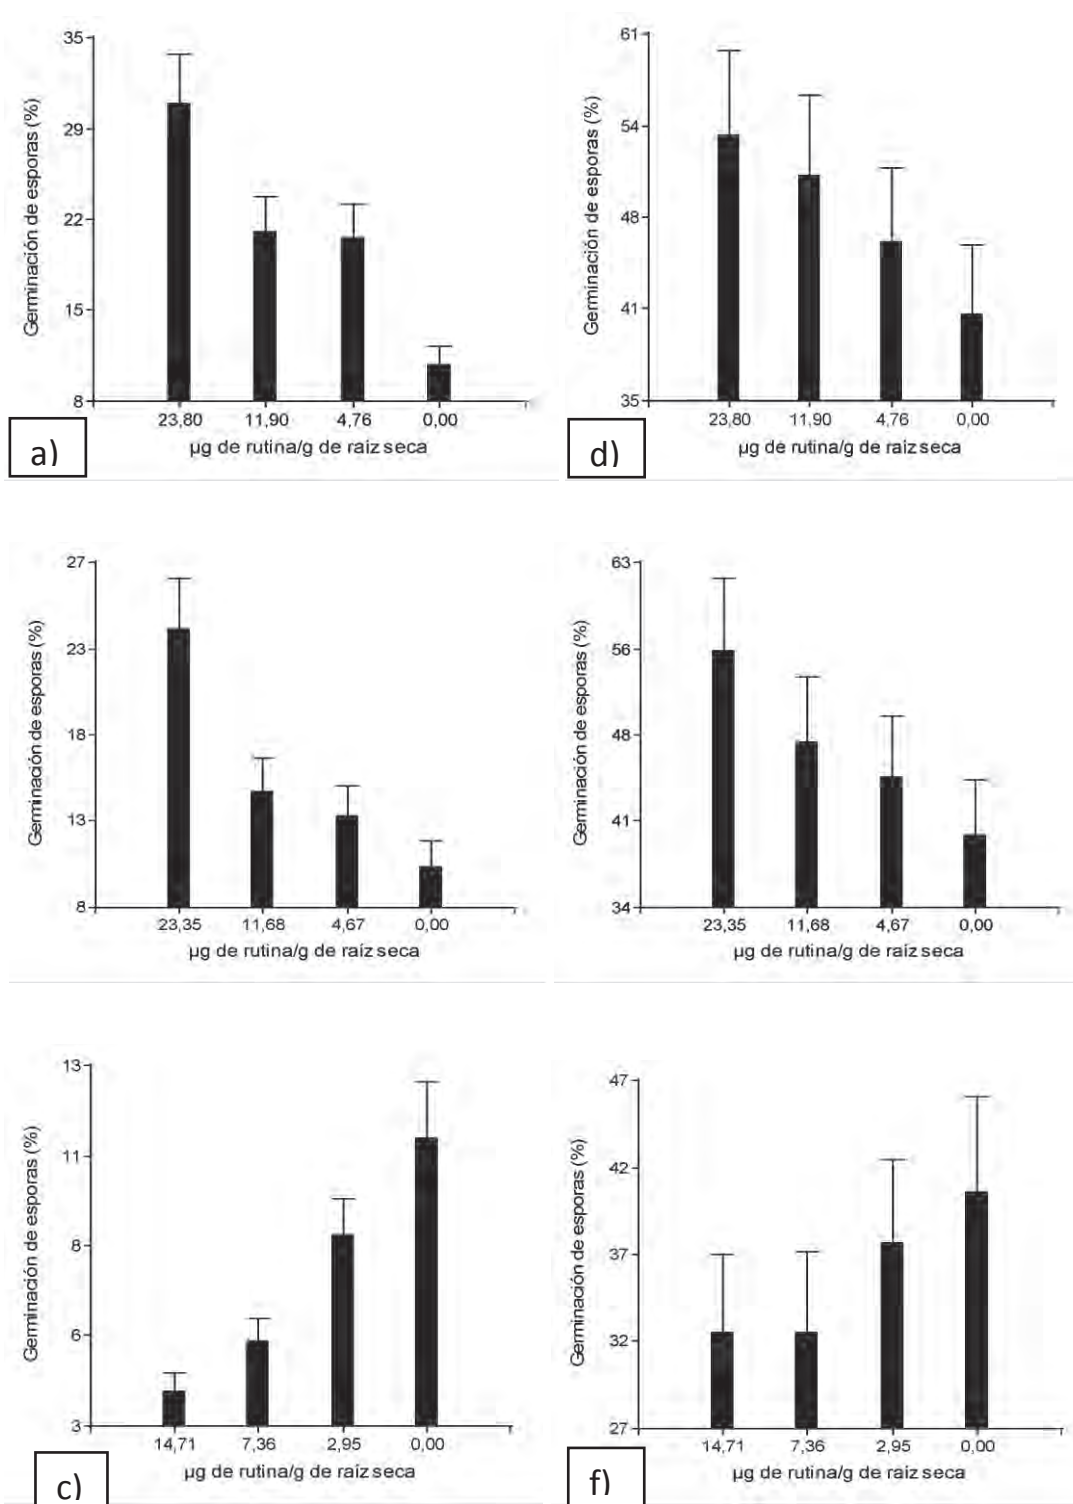 35
29
22
15
8
Germinación de esporas (%)
23,80 11,90 4,76 0,00
µg de rutina/g de raíz seca
a)
61
54
48
41
35
Germinación de esporas (%)
23,80 11,90 4,76 0,00
µg de rutina/g de raíz seca
d)
27
23
18
13
8
Germinación de esporas (%)
23,35 11,68 4,67 0,00
µg de rutina/g de raíz seca
63
56
48
41
34
Germinación de esporas (%)
23,35 11,68 4,67 0,00
µg de rutina/g de raíz seca
13
11
8
6
3
Germinación de esporas (%)
14,71 7,36 2,95 0,00
µg de rutina/g de raíz seca
c)
47
42
37
32
27
Germinación de esporas (%)
14,71 7,36 2,95 0,00
µg de rutina/g de raíz seca
f)